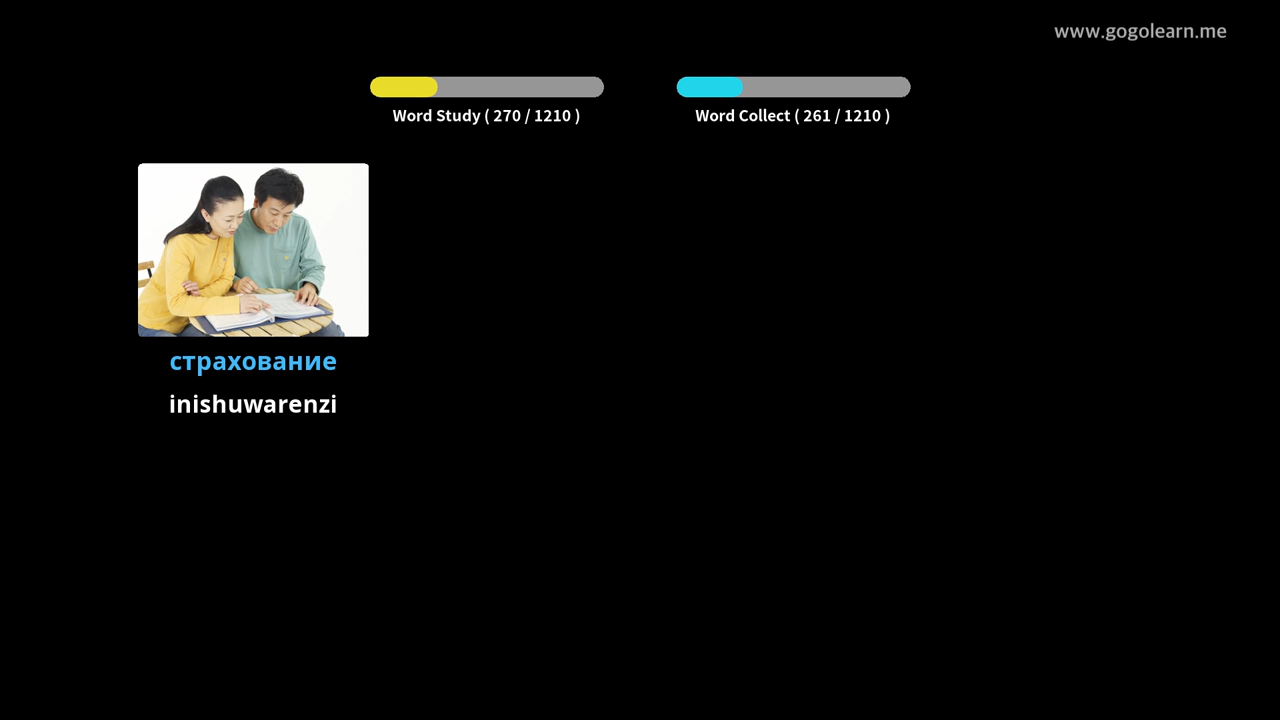 www.gogolearn.me
Word Study ( 270 / 1210 )
Word Collect ( 261 / 1210 )
страхование
inishuwarenzi